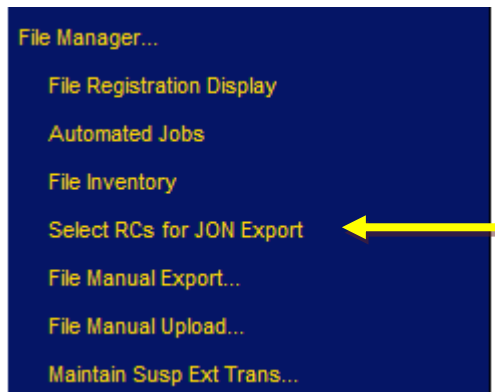 File Manager...
File Registration Display
Automated Jobs
File Inventory
Select RCs for JON Export
File Manual Export...
File Manual Upload...
Maintain Susp Ext Trans...